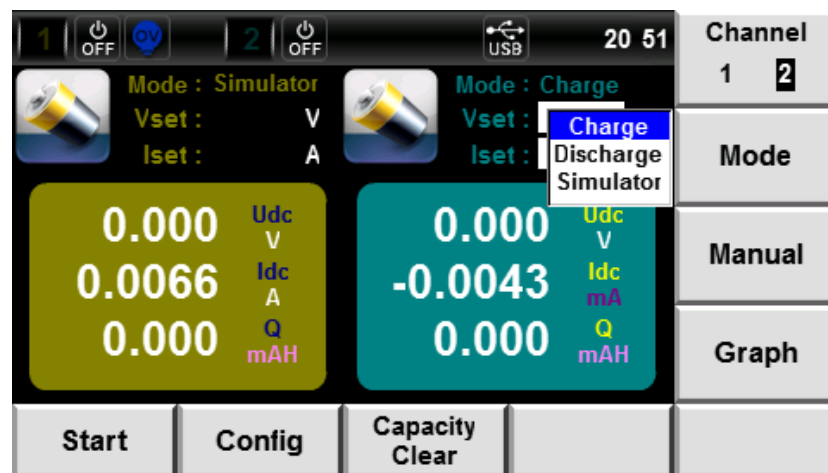 1 OFF OV 2 OFF USB 20 51
Channel
1 2
Mode : Simulator
Vset : V
Iset : A
Mode : Charge
Vset :
Iset :
Charge
Discharge
Simulator
Mode
Manual
Graph
0.000 Udc V
0.0066 Idc A
0.000 Q mAH
0.000 Udc V
-0.0043 Idc mA
0.000 Q mAH
Start
Config
Capacity
Clear